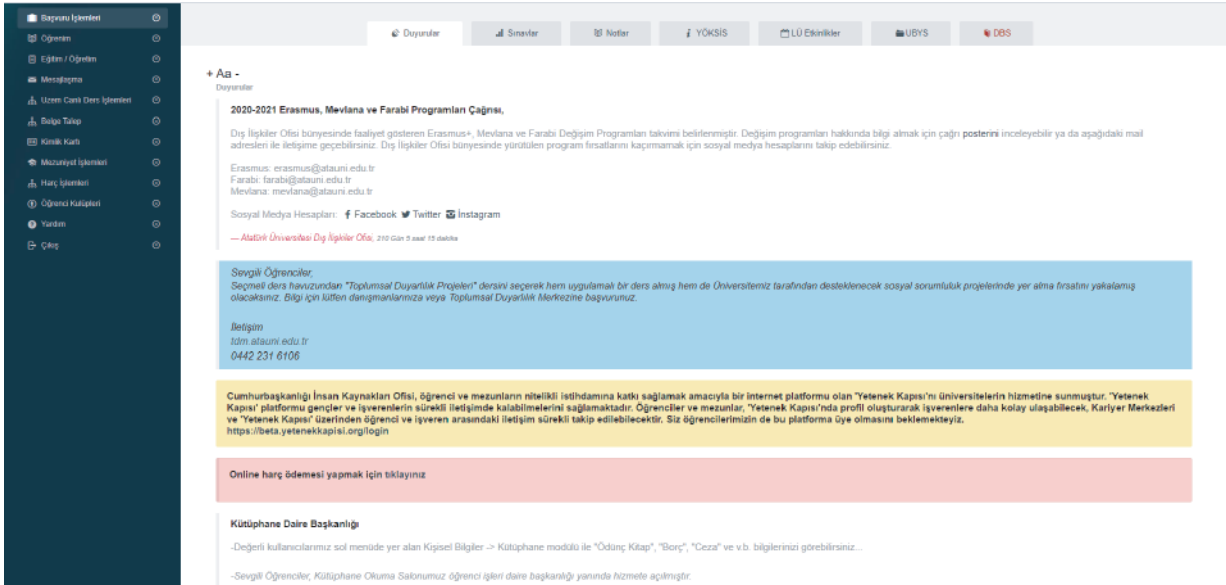 Başvuru İşlemleri
Öğrenim
Eğitim / Öğretim
Mesajlaşma
Uzem Canlı Ders İşlemleri
Belge Talep
Kimlik Kartı
Mezuniyet İşlemleri
Harç İşlemleri
Öğrenci Kulüpleri
Yardım
Çıkış
Duyurular
Sınavlar
Notlar
YÖKSİS
LÜ Etkinlikler
UBYS
DBS
+ Aa -
Duyurular
2020-2021 Erasmus, Mevlana ve Farabi Programları Çağrısı,
Dış İlişkiler Ofisi bünyesinde faaliyet gösteren Erasmus+, Mevlana ve Farabi Değişim Programları takvimi belirlenmiştir. Değişim programları hakkında bilgi almak için çağrı posterini inceleyebilir ya da aşağıdaki mail
adresleri ile iletişime geçebilirsiniz. Dış İlişkiler Ofisi bünyesinde yürütülen program fırsatlarını kaçırmamak için sosyal medya hesaplarını takip edebilirsiniz.
Erasmus: erasmus@atauni.edu.tr
Farabi: farabi@atauni.edu.tr
Mevlana: mevlana@atauni.edu.tr
Sosyal Medya Hesapları: Facebook Twitter İnstagram
— Atatürk Üniversitesi Dış İlişkiler Ofisi, 210 Gün 5 saat 15 dakika
Sevgili Öğrenciler,
Seçmeli ders havuzundan "Toplumsal Duyarlılık Projeleri" dersini seçerek hem uygulamalı bir ders almış hem de Üniversitemiz tarafından desteklenecek sosyal sorumluluk projelerinde yer alma fırsatını yakalamış
olacaksınız. Bilgi için lütfen danışmanlarınıza veya Toplumsal Duyarlılık Merkezine başvurunuz.
İletişim
tdm.atauni.edu.tr
0442 231 6106
Cumhurbaşkanlığı İnsan Kaynakları Ofisi, öğrenci ve mezunların nitelikli istihdamına katkı sağlamak amacıyla bir internet platformu olan 'Yetenek Kapısı'nı üniversitelerin hizmetine sunmuştur. 'Yetenek
Kapısı' platformu gençler ve işverenlerin sürekli iletişimde kalabilmelerini sağlamaktadır. Öğrenciler ve mezunlar, 'Yetenek Kapısı'nda profil oluşturarak işverenlere daha kolay ulaşabilecek, Kariyer Merkezleri
ve 'Yetenek Kapısı' üzerinden öğrenci ve işveren arasındaki iletişim sürekli takip edilebilecektir. Siz öğrencilerimizin de bu platforma üye olmasını beklemekteyiz.
https://beta.yetenekkapisi.org/login
Online harç ödemesi yapmak için tıklayınız
Kütüphane Daire Başkanlığı
-Değerli kullanıcılarımız sol menüde yer alan Kişisel Bilgiler -> Kütüphane modülü ile "Ödünç Kitap", "Borç", "Ceza" ve v.b. bilgilerinizi görebilirsiniz...
-Sevgili Öğrenciler, Kütüphane Okuma Salonumuz öğrenci işleri daire başkanlığı yanında hizmete açılmıştır.